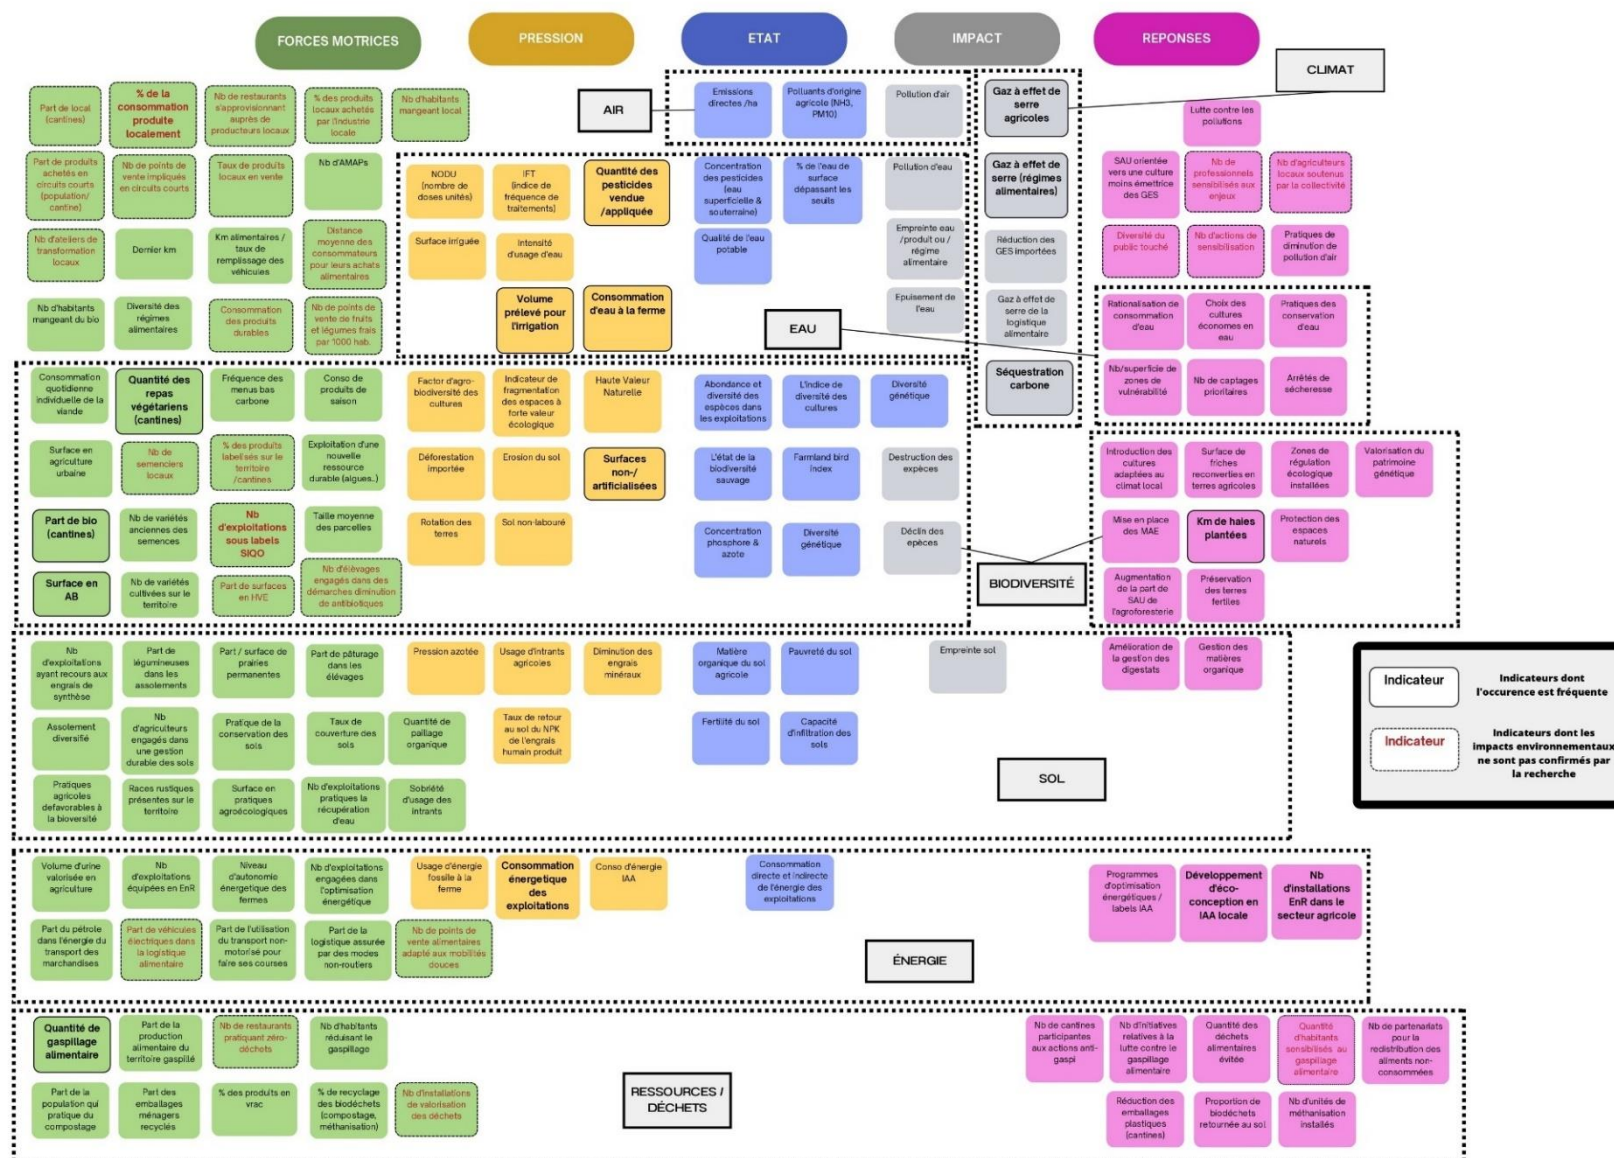 FORCES MOTRICES
PRESSION
ETAT
IMPACT
REPONSES
CLIMAT
AIR
Part de local
(cantines)
% de la
consommation
produite
localement
Nb de restaurants
s'approvisionnant
auprès de
producteurs locaux
% des produits
locaux achetés
par l'industrie
locale
Nb d'habitants
mangeant local
Emissions
directes /ha
Polluants d'origine
agricole (NH3,
PM10)
Pollution d'air
Gaz à effet de
serre
agricoles
Lutte contre les
pollutions
Part de produits
achetés en
circuits courts
(population/
cantine)
Nb de points de
vente impliqués
en circuits courts
Taux de produits
locaux en vente
Nb d'AMAPs
NODU
(nombre de
doses unités)
IFT
(indice de
fréquence de
traitements)
Quantité des
pesticides
vendue
/appliquée
Concentration
des pesticides
(eau
superficielle &
souterraine)
% de l'eau de
surface
dépassant les
seuils
Pollution d'eau
Gaz à effet de
serre (régimes
alimentaires)
SAU orientée
vers une culture
moins émettrice
des GES
Nb de
professionnels
sensibilisés aux
enjeux
Nb d'agriculteurs
locaux soutenus
par la collectivité
Nb d'ateliers de
transformation
locaux
Dernier km
Km alimentaires /
taux de
remplissage des
véhicules
Distance
moyenne des
consommateurs
pour leurs achats
alimentaires
Surface irriguée
Intensité
d'usage d'eau
Qualité de l'eau
potable
Empreinte eau
/produit ou /
régime
alimentaire
Réduction des
GES importées
Diversité du
public touché
Nb d'actions de
sensibilisation
Pratiques de
diminution de
pollution d'air
Nb d'habitants
mangeant du bio
Diversité des
régimes
alimentaires
Consommation
des produits
durables
Nb de points de
vente de fruits
et légumes frais
par 1000 hab.
Volume
prélevé pour
l'irrigation
Consommation
d'eau à la ferme
EAU
Epuisement de
l'eau
Gaz à effet de
serre de la
logistique
alimentaire
Rationalisation de
consommation
d'eau
Choix des
cultures
économes en
eau
Pratiques des
conservation
d'eau
Consommation
quotidienne
individuelle de la
viande
Quantité des
repas
végétariens
(cantines)
Fréquence des
menus bas
carbone
Conso de
produits de
saison
Factor d'agro-
biodiversité des
cultures
Indicateur de
fragmentation
des espaces à
forte valeur
écologique
Haute Valeur
Naturelle
Abondance et
diversité des
espèces dans
les exploitations
L'indice de
diversité des
cultures
Diversité
génétique
Séquestration
carbone
Nb/superficie de
zones de
vulnérabilité
Nb de captages
prioritaires
Arrêtés de
sécheresse
Surface en
agriculture
urbaine
Nb de
semenciers
locaux
% des produits
labelisés sur le
territoire
/cantines
Exploitation d'une
nouvelle
ressource
durable (algues..)
Déforestation
importée
Erosion du sol
Surfaces
non-/
artificialisées
L'état de la
biodiversité
sauvage
Farmland bird
index
Destruction des
expèces
Introduction des
cultures
adaptées au
climat local
Surface de
friches
reconverties en
terres agricoles
Zones de
régulation
écologique
installées
Valorisation du
patrimoine
génétique
Part de bio
(cantines)
Nb de variétés
anciennes des
semences
Nb
d'exploitations
sous labels
SIQO
Taille moyenne
des parcelles
Rotation des
terres
Sol non-labouré
Concentration
phosphore &
azote
Diversité
génétique
Déclin des
epèces
Mise en place
des MAE
Km de haies
plantées
Protection des
espaces
naturels
Surface en
AB
Nb de variétés
cultivées sur le
territoire
Part de surfaces
en HVE
Nb d'élèvages
engagés dans des
démarches diminution
de antibiotiques
BIODIVERSITÉ
Augmentation
de la part de
SAU de
l'agroforesterie
Préservation
des terres
fertiles
Nb
d'exploitations
ayant recours aux
engrais de
synthèse
Part de
légumineuses
dans les
assolements
Part / surface de
prairies
permanentes
Part de pâturage
dans les
élévages
Pression azotée
Usage d'intrants
agricoles
Diminution des
engrais
minéraux
Matière
organique du sol
agricole
Pauvreté du sol
Empreinte sol
Amélioration de
la gestion des
digestats
Gestion des
matières
organique
Assolement
diversifié
Nb
d'agriculteurs
engagés dans
une gestion
durable des sols
Pratique de la
conservation des
sols
Taux de
couverture des
sols
Quantité de
paillage
organique
Taux de retour
au sol du NPK
de l'engrais
humain produit
Fertilité du sol
Capacité
d'infiltration des
sols
SOL
Pratiques
agricoles
defavorables à
la bioversité
Races rustiques
présentes sur le
territoire
Surface en
pratiques
agroécologiques
Nb d'exploitations
pratiques la
récupération
d'eau
Sobriété
d'usage des
intrants
Indicateur
Indicateurs dont
l'occurence est fréquente
Indicateur
Indicateurs dont les
impacts environnementaux
ne sont pas confirmés par
la recherche
Volume d'urine
valorisée en
agriculture
Nb
d'exploitations
équipées en EnR
Niveau
d'autonomie
énergetique des
fermes
Nb d'exploitations
engagées dans
l'optimisation
énergétique
Usage d'énergie
fossile à la
ferme
Consommation
énergetique
des
exploitations
Conso d'énergie
IAA
Consommation
directe et indirecte
de l'énergie des
exploitations
Programmes
d'optimisation
énergétiques /
labels IAA
Développement
d'éco-
conception en
IAA locale
Nb
d'installations
EnR dans le
secteur agricole
Part du pétrole
dans l'énergie du
transport des
marchandises
Part de véhicules
électriques dans
la logistique
alimentaire
Part de l'utilisation
du transport non-
motorisé pour
faire ses courses
Part de la
logistique assurée
par des modes
non-routiers
Nb de points de
vente alimentaires
adapté aux mobilités
douces
ÉNERGIE
Quantité de
gaspillage
alimentaire
Part de la
production
alimentaire du
territoire gaspillé
Nb de restaurants
pratiquant zéro-
déchets
Nb d'habitants
réduisant le
gaspillage
Nb de cantines
participantes
aux actions anti-
gaspi
Nb d'initiatives
relatives à la
lutte contre le
gaspillage
alimentaire
Quantité des
déchets
alimentaires
évitée
Quantité
d'habitants
sensibilisés au
gaspillage
alimentaire
Nb de partenariats
pour la
redistribution des
aliments non-
consommées
Part de la
population qui
pratique du
compostage
Part des
emballages
ménagers
recyclés
% des produits en
vrac
% de recyclage
des biodéchets
(compostage,
méthanisation)
Nb d'installations
de valorisation
des déchets
RESSOURCES /
DÉCHETS
Réduction des
emballages
plastiques
(cantines)
Proportion de
biodéchets
retournée au sol
Nb d'unités de
méthanisation
installés